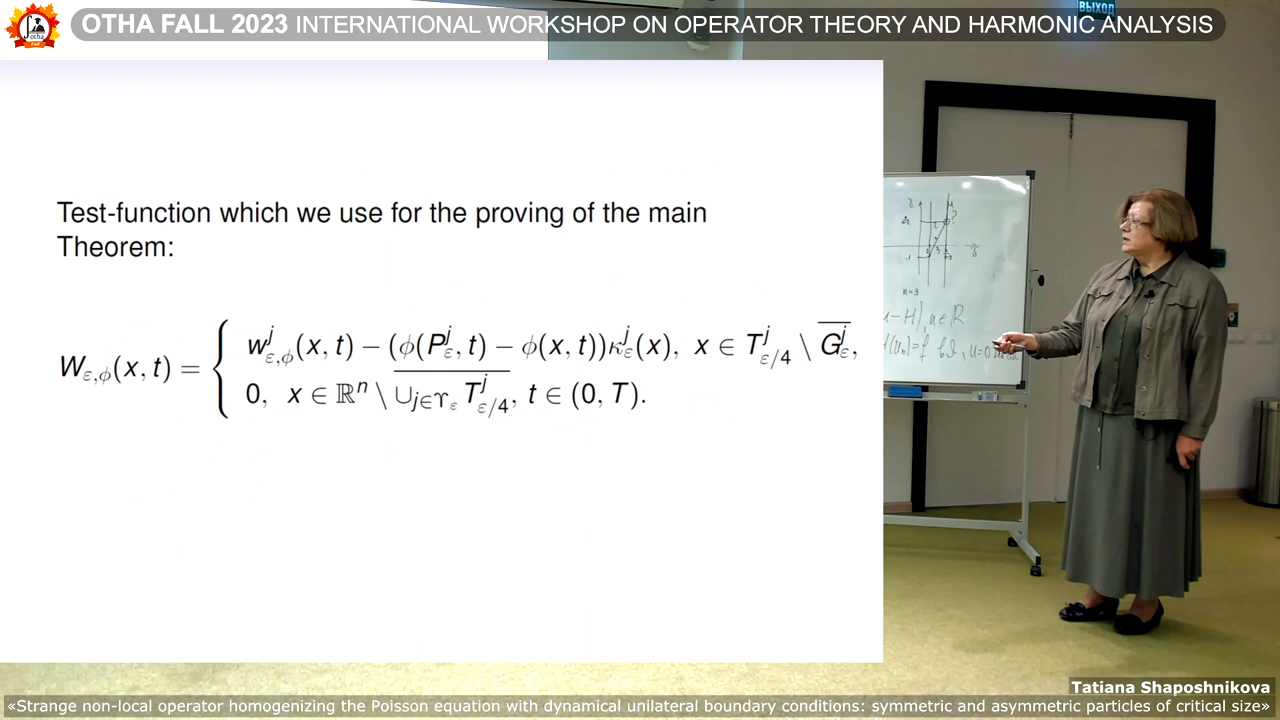 otha
Fall
OTHA FALL 2023 INTERNATIONAL WORKSHOP ON OPERATOR THEORY AND HARMONIC ANALYSIS
ВЫХОД
Test-function which we use for the proving of the main
Theorem:
W_{ε,ϕ}(x, t) = { w^j_{ε,ϕ}(x, t) − (ϕ(P^j_ε, t) − ϕ(x, t))κ^j_ε(x), x ∈ T^j_{ε/4} \ \overline{G^j_ε},
0, x ∈ ℝ^n \ \overline{∪_{j∈ϒ_ε} T^j_{ε/4}}, t ∈ (0, T).
Tatiana Shaposhnikova
«Strange non-local operator homogenizing the Poisson equation with dynamical unilateral boundary conditions: symmetric and asymmetric particles of critical size»